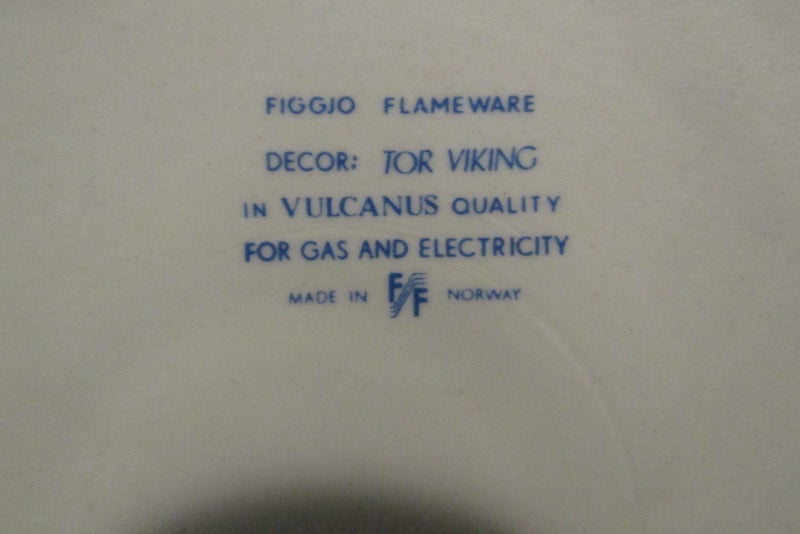 FIGGJO FLAMEWARE
DECOR: TOR VIKING
IN VULCANUS QUALITY
FOR GAS AND ELECTRICITY
MADE IN F/F NORWAY